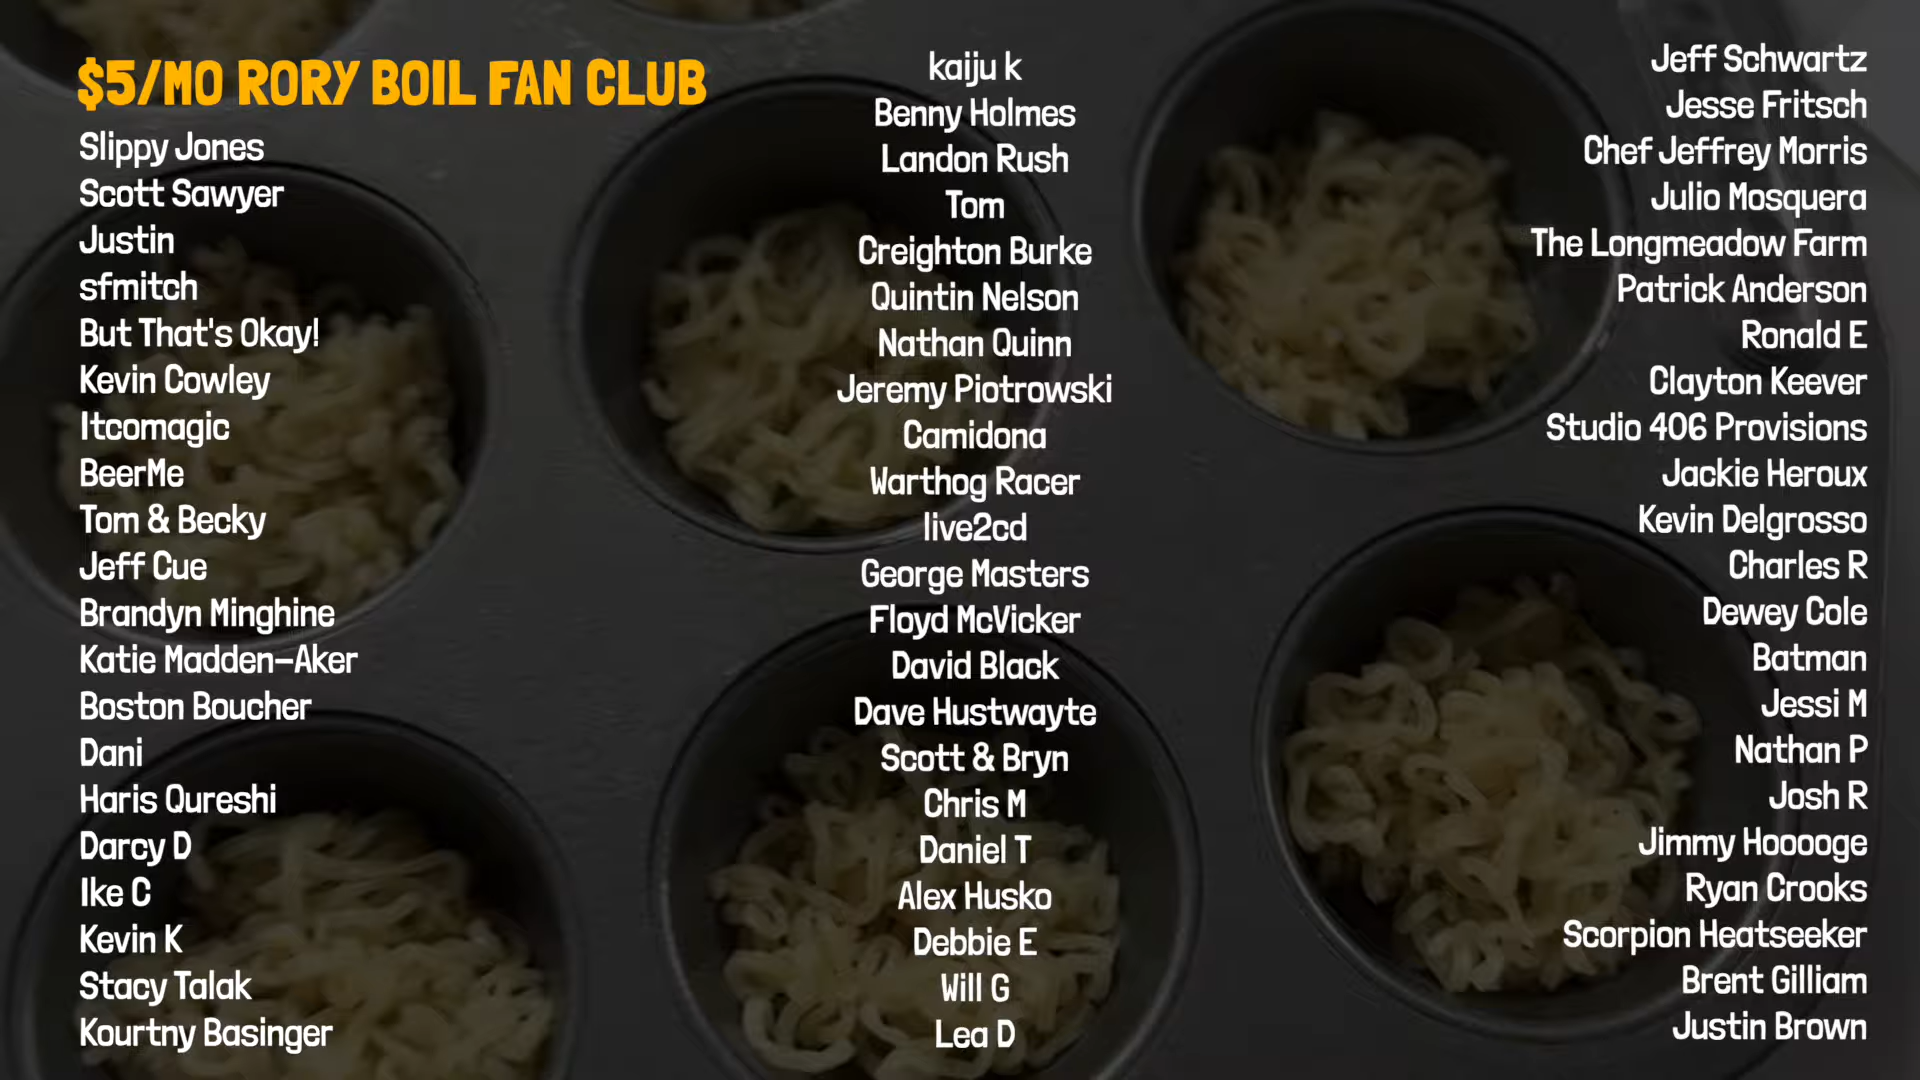 $5/MO RORY BOIL FAN CLUB
Slippy Jones
Scott Sawyer
Justin
sfmitch
But That's Okay!
Kevin Cowley
Itcomagic
BeerMe
Tom & Becky
Jeff Cue
Brandyn Minghine
Katie Madden-Aker
Boston Boucher
Dani
Haris Qureshi
Darcy D
Ike C
Kevin K
Stacy Talak
Kourtny Basinger
kaiju k
Benny Holmes
Landon Rush
Tom
Creighton Burke
Quintin Nelson
Nathan Quinn
Jeremy Piotrowski
Camidona
Warthog Racer
live2cd
George Masters
Floyd McVicker
David Black
Dave Hustwayte
Scott & Bryn
Chris M
Daniel T
Alex Husko
Debbie E
Will G
Lea D
Jeff Schwartz
Jesse Fritsch
Chef Jeffrey Morris
Julio Mosquera
The Longmeadow Farm
Patrick Anderson
Ronald E
Clayton Keever
Studio 406 Provisions
Jackie Heroux
Kevin Delgrosso
Charles R
Dewey Cole
Batman
Jessi M
Nathan P
Josh R
Jimmy Hooooge
Ryan Crooks
Scorpion Heatseeker
Brent Gilliam
Justin Brown